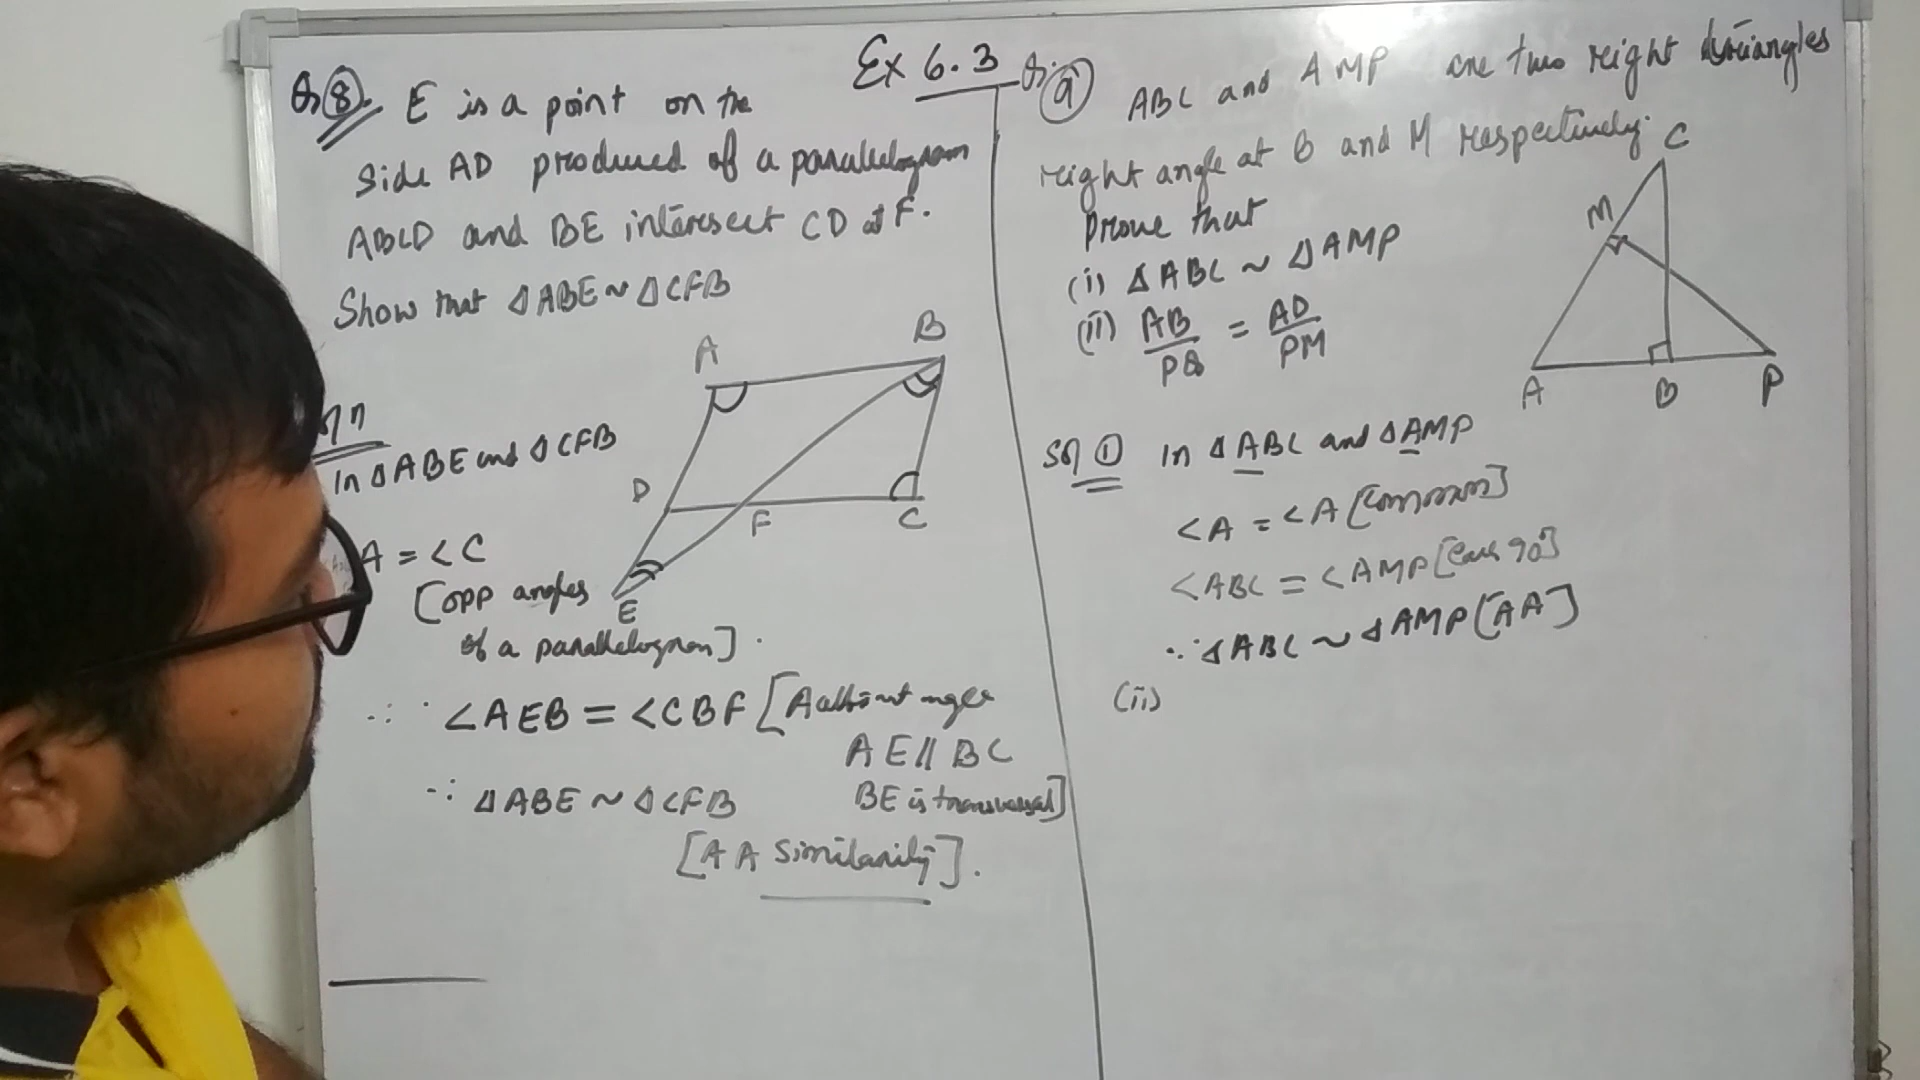 Ex 6.3
Q. 8. E is a point on the
side AD produced of a parallelogram
ABCD and BE intersect CD at F.
Show that △ABE ~ △CFB
A
B
D
F
C
E
In △ABE and △CFB
A = <C
[opp angles
of a parallelogram].
∴ <AEB = <CBF [
AE || BC
BE is transversal]
∴ △ABE ~ △CFB
[AA Similarity].
9 ABC and AMP are two right triangles
right angle at B and M respectively.
Prove that
(i) △ABC ~ △AMP
(ii) AB/PQ = AD/PM
C
M
A
B
P
Sol ① In △ABC and △AMP
<A = <A [Common]
<ABC = <AMP [Each 90°]
∴ △ABC ~ △AMP [AA]
(ii)